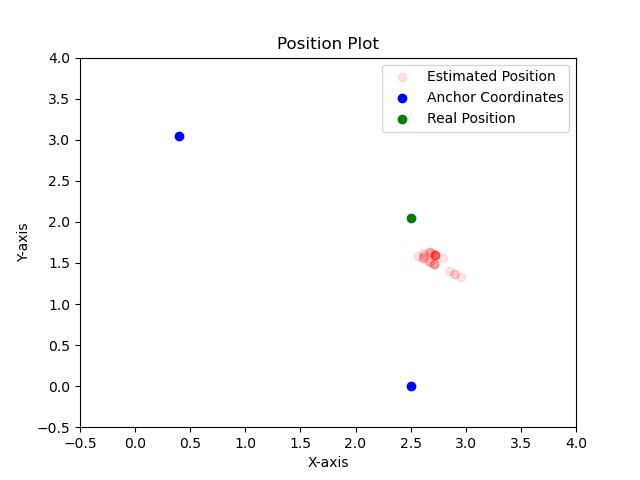 Position Plot
4.0
3.5
3.0
2.5
2.0
1.5
1.0
0.5
0.0
−0.5
Y-axis
Estimated Position
Anchor Coordinates
Real Position
−0.5 0.0 0.5 1.0 1.5 2.0 2.5 3.0 3.5 4.0
X-axis